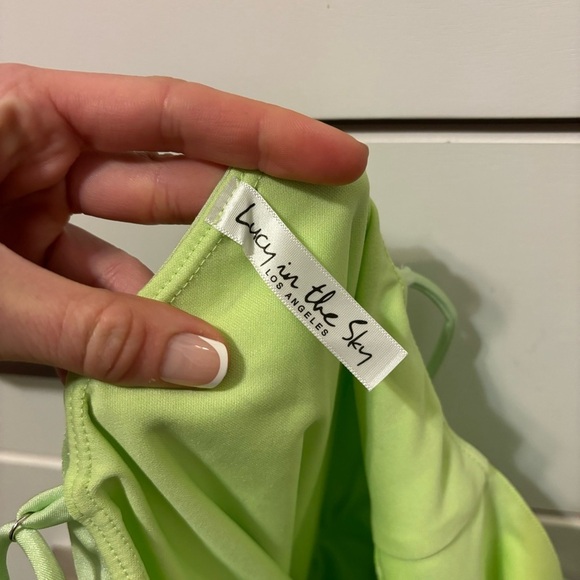 Lucy in the Sky
LOS ANGELES